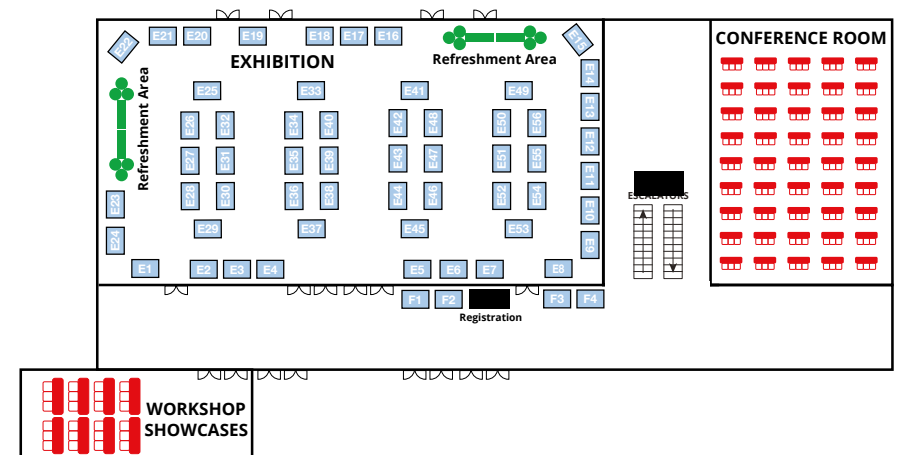 E21 E20 E19 E18 E17 E16
E22
E15
EXHIBITION
Refreshment Area
CONFERENCE ROOM
Refreshment Area
E14
E25 E33 E41 E49
E13
E26 E32 E34 E40 E42 E48 E50 E56
E12
E27 E31 E35 E39 E43 E47 E51 E55
E11
E28 E30 E36 E38 E44 E46 E52 E54
ESCALATORS
E23
E10
E29 E37 E45 E53
E24
E9
E1 E2 E3 E4 E5 E6 E7 E8
F1 F2 F3 F4
Registration
WORKSHOP
SHOWCASES